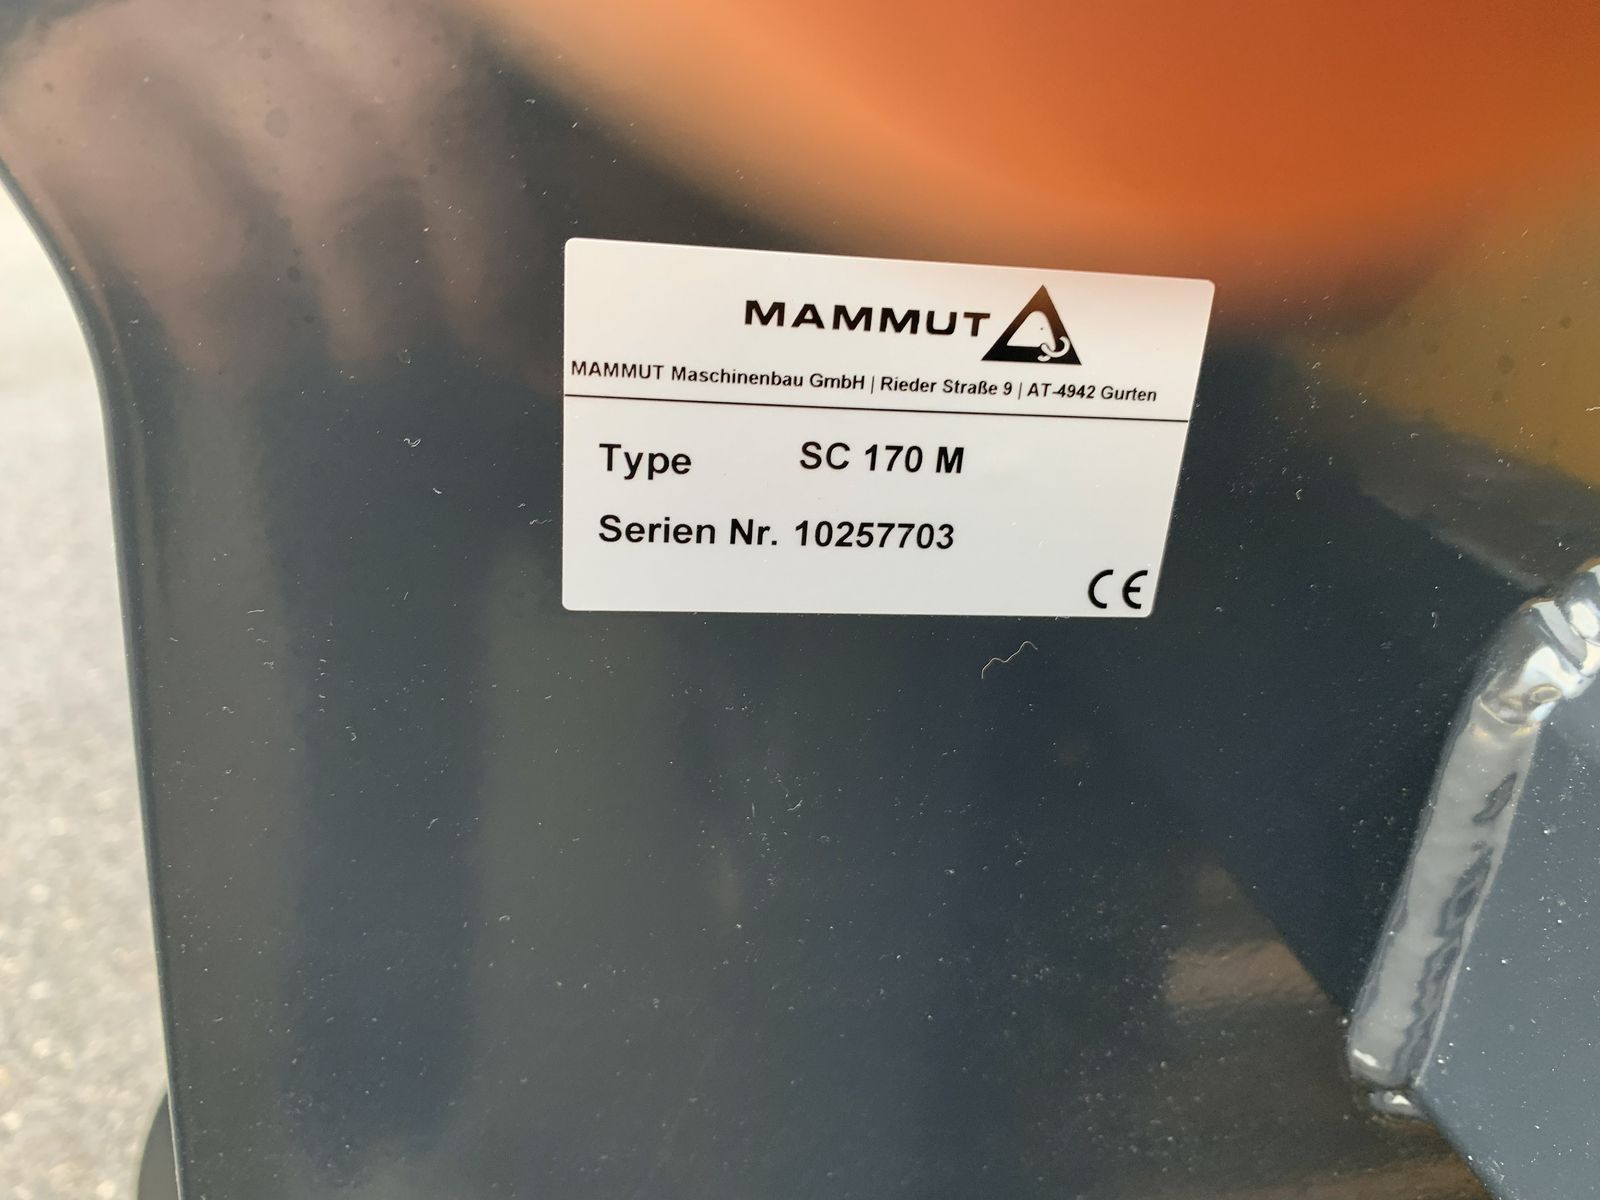 MAMMUT
MAMMUT Maschinenbau GmbH | Rieder Straße 9 | AT-4942 Gurten
Type SC 170 M
Serien Nr. 10257703
CE